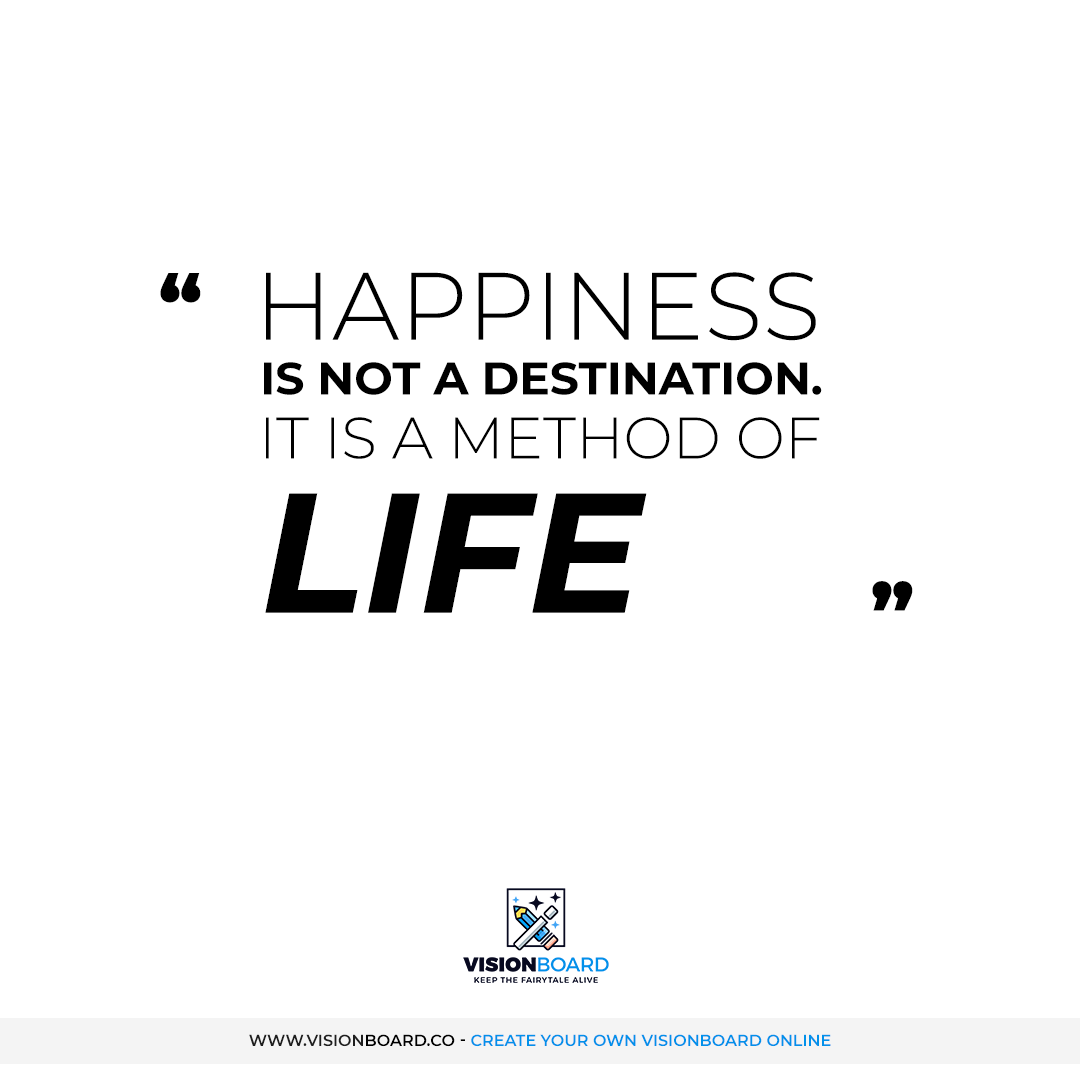 “ HAPPINESS
IS NOT A DESTINATION.
IT IS A METHOD OF
LIFE ”
VISIONBOARD
KEEP THE FAIRYTALE ALIVE
WWW.VISIONBOARD.CO - CREATE YOUR OWN VISIONBOARD ONLINE